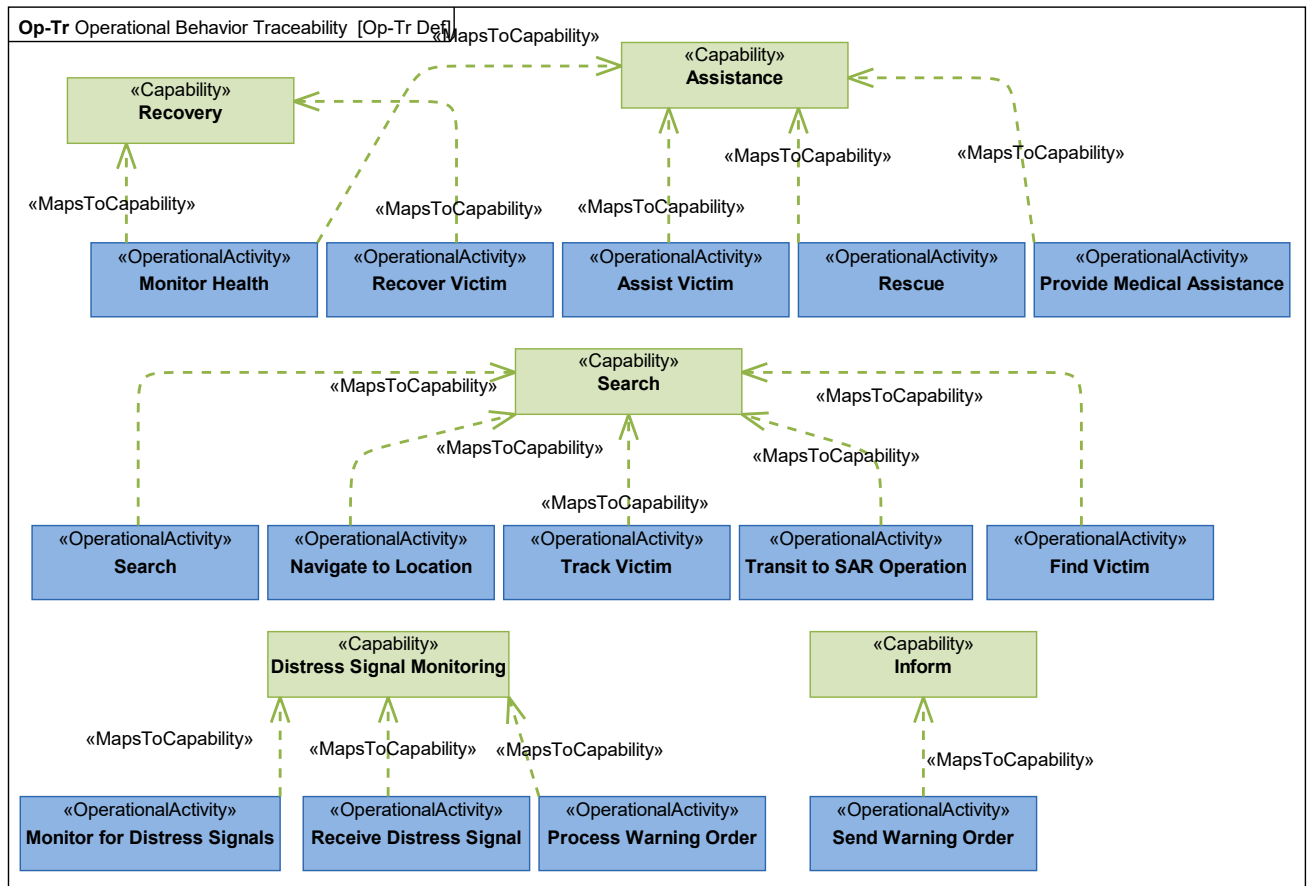 Op-Tr Operational Behavior Traceability [Op-Tr Def]
«MapsToCapability»
«Capability»
Assistance
«Capability»
Recovery
«MapsToCapability»
«MapsToCapability»
«MapsToCapability»
«MapsToCapability»
«MapsToCapability»
«OperationalActivity»
Monitor Health
«OperationalActivity»
Recover Victim
«OperationalActivity»
Assist Victim
«OperationalActivity»
Rescue
«OperationalActivity»
Provide Medical Assistance
«Capability»
Search
«MapsToCapability»
«MapsToCapability»
«MapsToCapability»
«MapsToCapability»
«MapsToCapability»
«OperationalActivity»
Search
«OperationalActivity»
Navigate to Location
«OperationalActivity»
Track Victim
«OperationalActivity»
Transit to SAR Operation
«OperationalActivity»
Find Victim
«Capability»
Distress Signal Monitoring
«Capability»
Inform
«MapsToCapability»
«MapsToCapability»
«MapsToCapability»
«MapsToCapability»
«OperationalActivity»
Monitor for Distress Signals
«OperationalActivity»
Receive Distress Signal
«OperationalActivity»
Process Warning Order
«OperationalActivity»
Send Warning Order